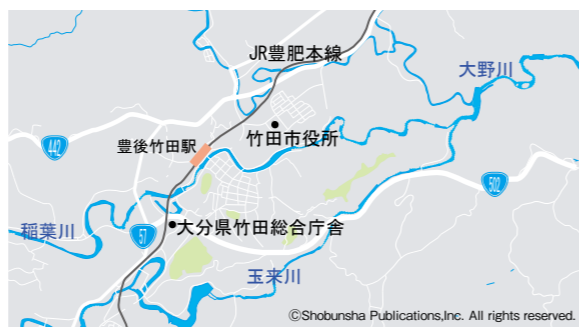 JR豊肥本線
大野川
442
豊後竹田駅
竹田市役所
502
稲葉川
57
大分県竹田総合庁舎
玉来川
©Shobunsha Publications,Inc. All rights reserved.